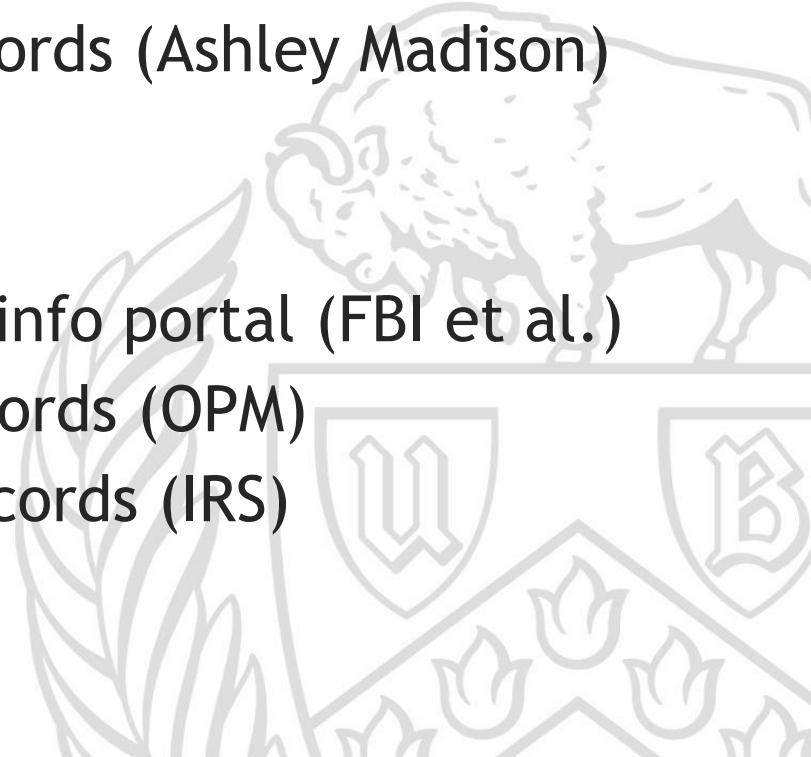 ords (Ashley Madison)
info portal (FBI et al.)
ords (OPM)
cords (IRS)
U B